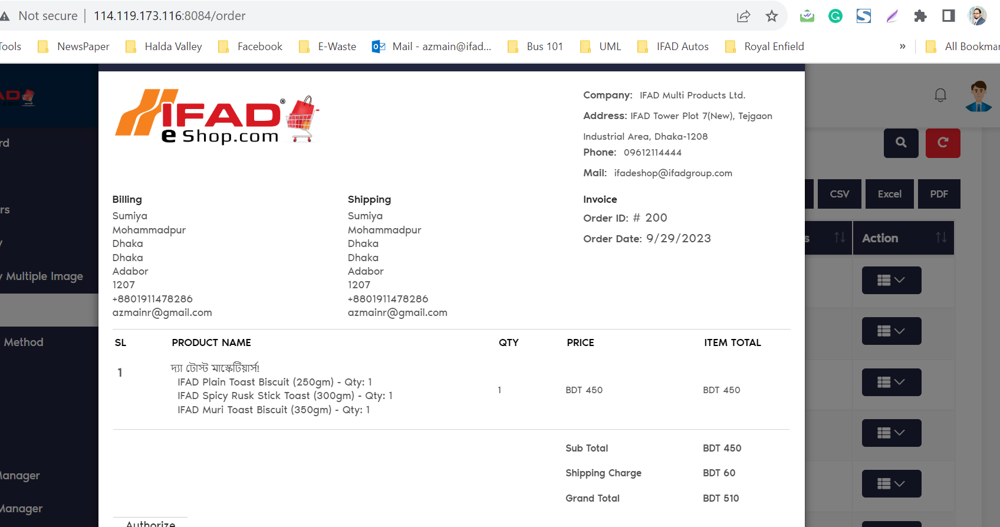 Not secure | 114.119.173.116:8084/order
Tools NewsPaper Halda Valley Facebook E-Waste Mail - azmain@ifad... Bus 101 UML IFAD Autos Royal Enfield » All Bookmar
IFAD®
e Shop.com
Company: IFAD Multi Products Ltd.
Address: IFAD Tower Plot 7(New), Tejgaon
Industrial Area, Dhaka-1208
Phone: 09612114444
Mail: ifadeshop@ifadgroup.com
Billing
Sumiya
Mohammadpur
Dhaka
Dhaka
Adabor
1207
+8801911478286
azmainr@gmail.com
Shipping
Sumiya
Mohammadpur
Dhaka
Dhaka
Adabor
1207
+8801911478286
azmainr@gmail.com
Invoice
Order ID: # 200
Order Date: 9/29/2023
SL PRODUCT NAME QTY PRICE ITEM TOTAL
1 দ্যা টোস্ট মাস্কেটিয়ার্স!
IFAD Plain Toast Biscuit (250gm) - Qty: 1
IFAD Spicy Rusk Stick Toast (300gm) - Qty: 1
IFAD Muri Toast Biscuit (350gm) - Qty: 1
1 BDT 450 BDT 450
Sub Total BDT 450
Shipping Charge BDT 60
Grand Total BDT 510
Authorize
rd
rs
y
y Multiple Image
Method
Manager
Manager
CSV Excel PDF
s Action